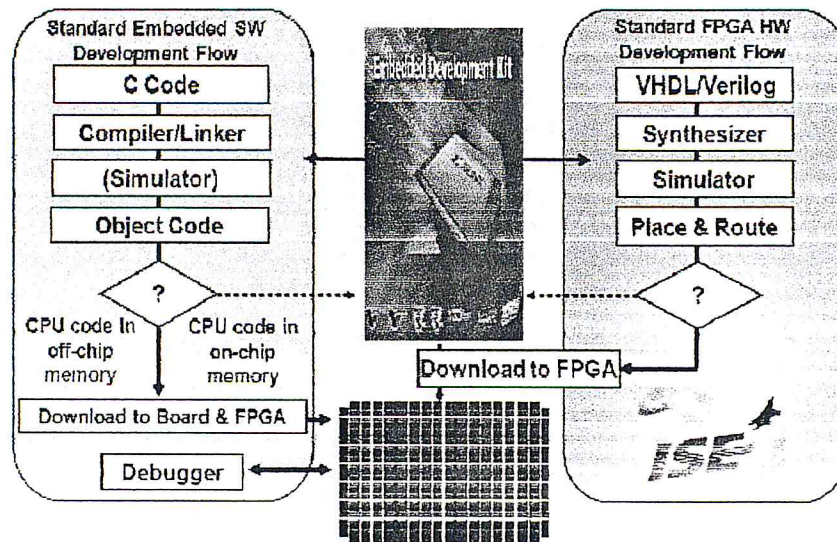 Standard Embedded SW
Development Flow
C Code
Compiler/Linker
(Simulator)
Object Code
?
CPU code in
off-chip
memory
CPU code in
on-chip
memory
Download to Board & FPGA
Debugger
Embedded Development Kit
Download to FPGA
Standard FPGA HW
Development Flow
VHDL/Verilog
Synthesizer
Simulator
Place & Route
?
ISE